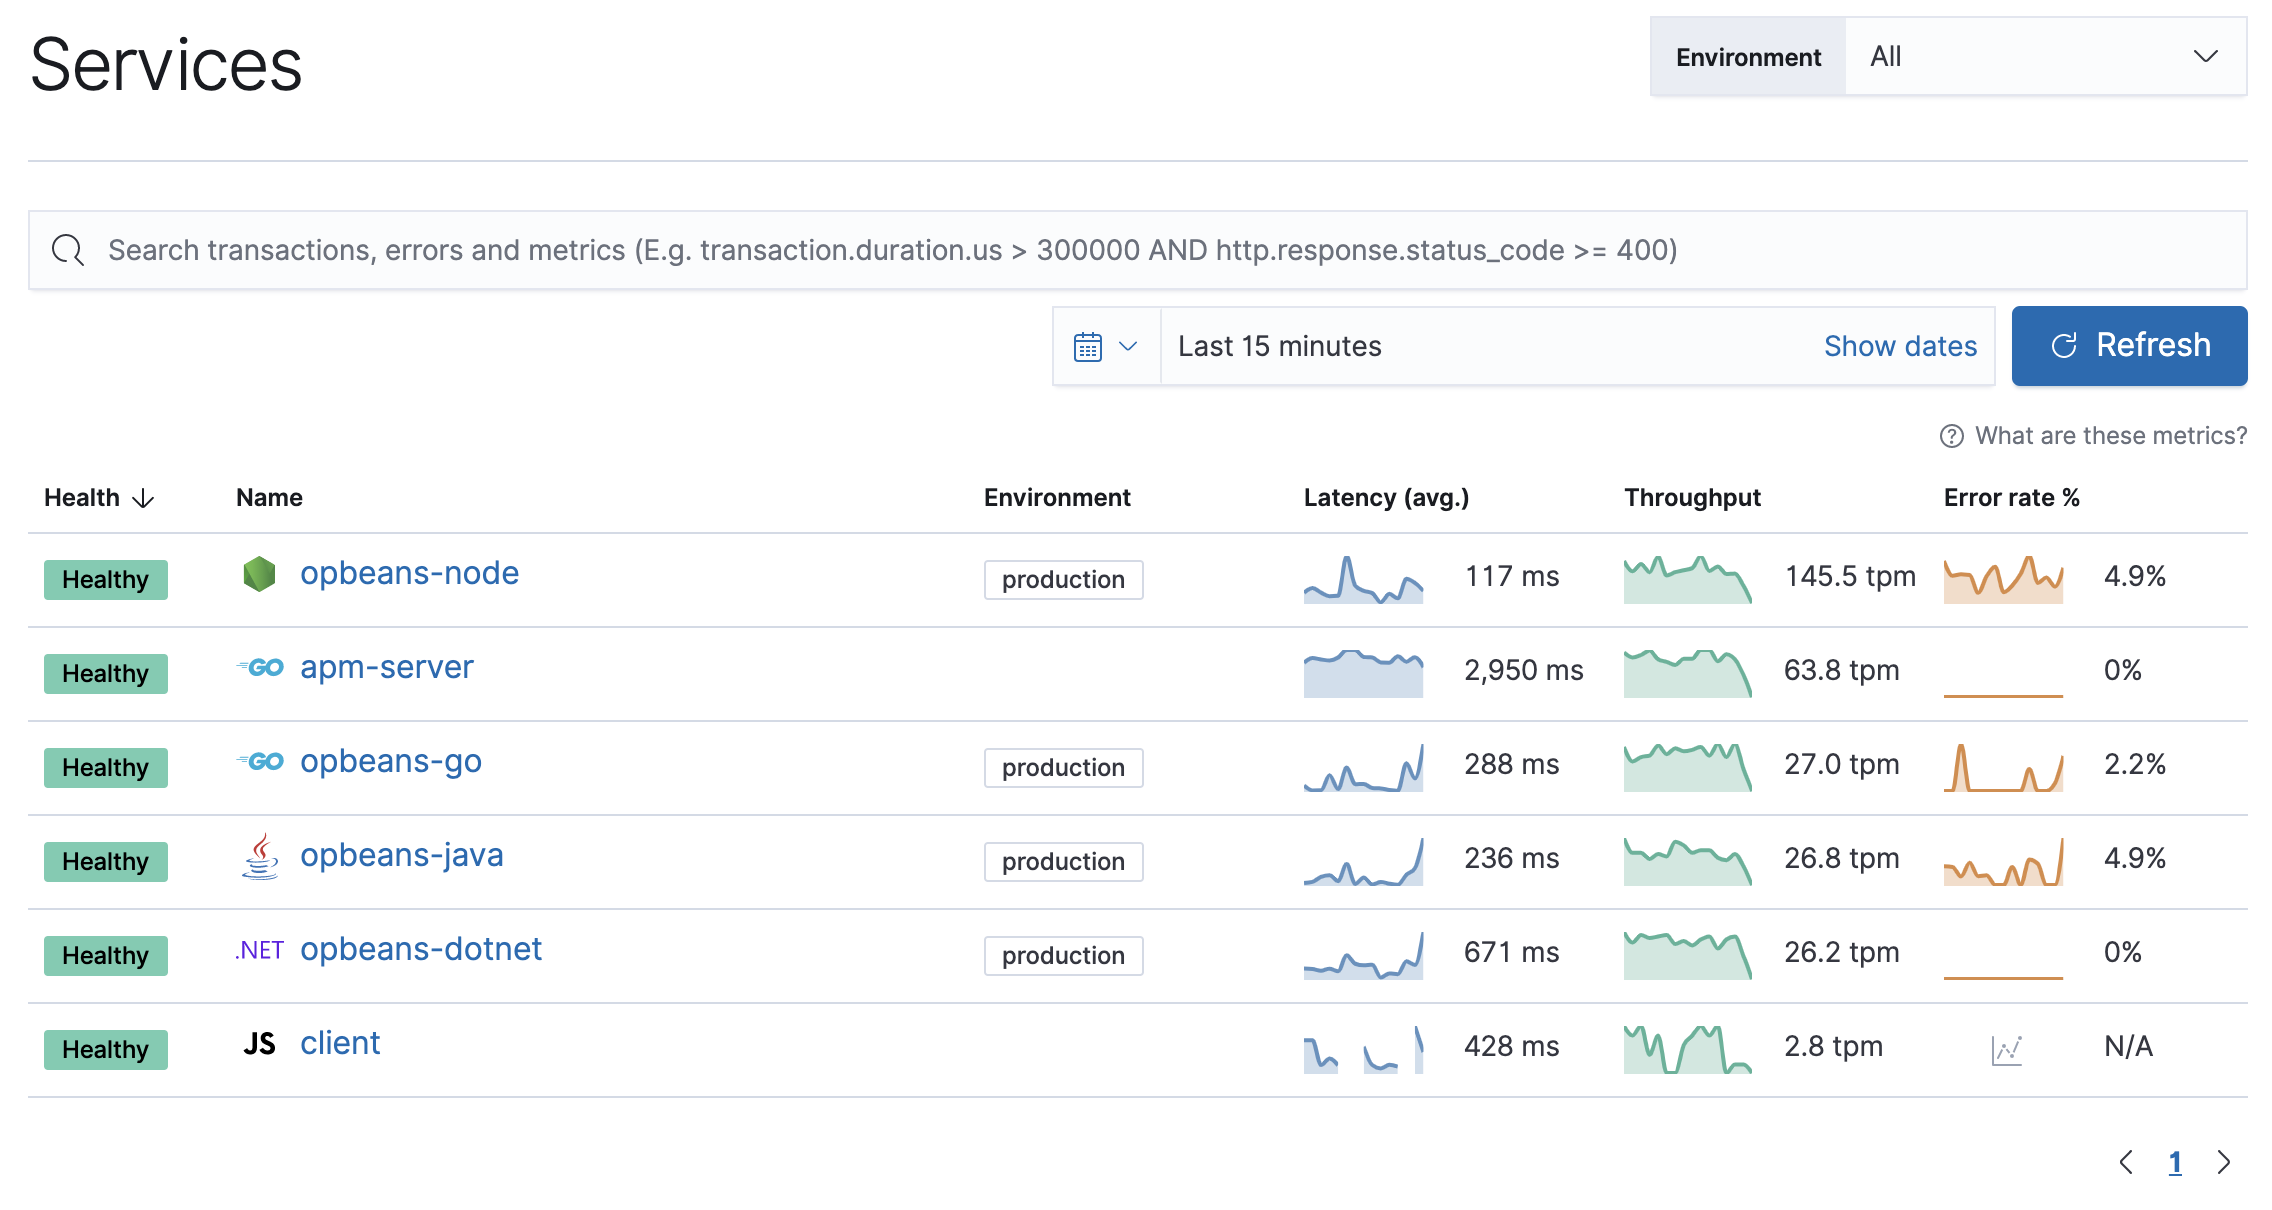 Services
Environment All
Search transactions, errors and metrics (E.g. transaction.duration.us > 300000 AND http.response.status_code >= 400)
Last 15 minutes Show dates Refresh
What are these metrics?
Health Name Environment Latency (avg.) Throughput Error rate %
Healthy opbeans-node production 117 ms 145.5 tpm 4.9%
Healthy GO apm-server 2,950 ms 63.8 tpm 0%
Healthy GO opbeans-go production 288 ms 27.0 tpm 2.2%
Healthy opbeans-java production 236 ms 26.8 tpm 4.9%
Healthy .NET opbeans-dotnet production 671 ms 26.2 tpm 0%
Healthy JS client 428 ms 2.8 tpm N/A
1